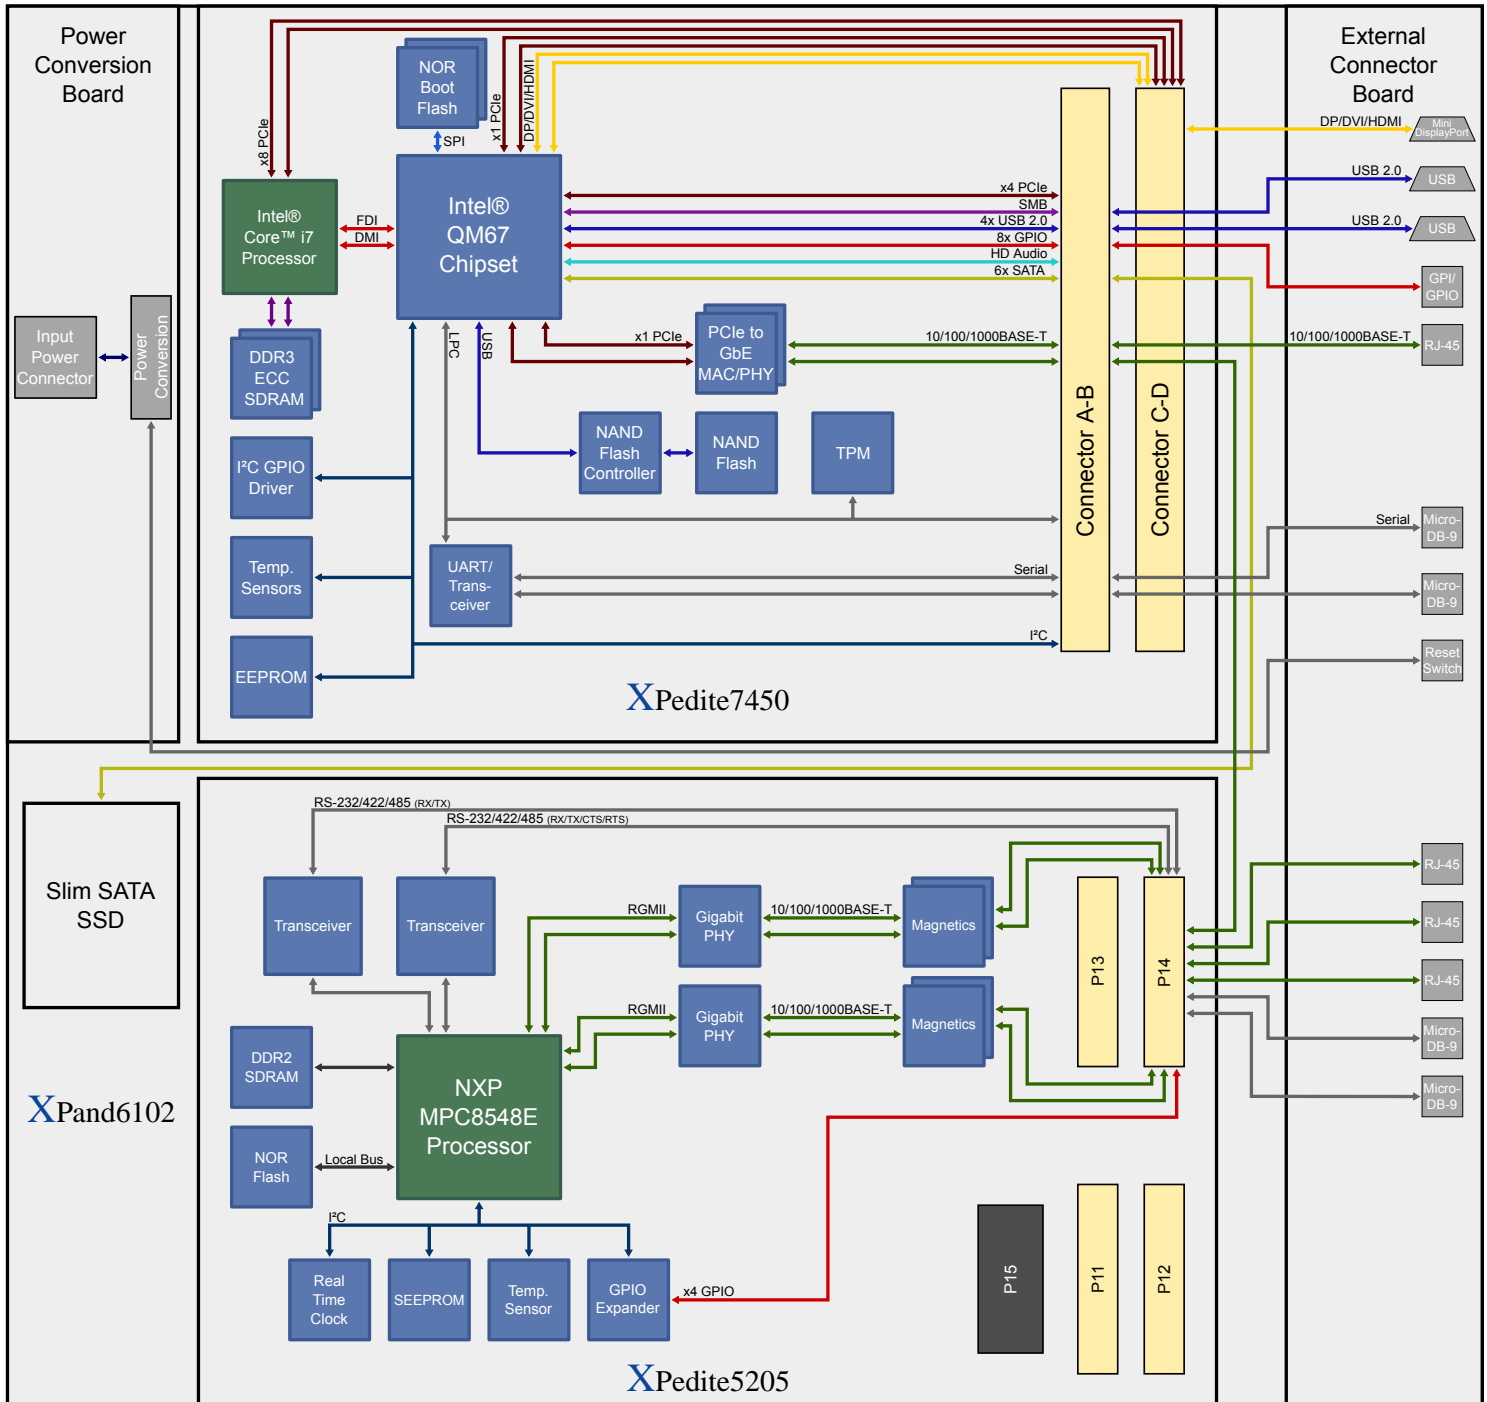 Power
Conversion
Board
External
Connector
Board
NOR
Boot
Flash
SPI
x8 PCIe
x1 PCIe
DP/DVI/HDMI
Intel®
Core™ i7
Processor
FDI
DMI
Intel®
QM67
Chipset
x4 PCIe
SMB
4x USB 2.0
8x GPIO
HD Audio
6x SATA
DP/DVI/HDMI
Mini
DisplayPort
USB 2.0
USB
USB 2.0
USB
GPI/
GPIO
10/100/1000BASE-T
RJ-45
Input
Power
Connector
Power
Conversion
DDR3
ECC
SDRAM
LPC
USB
x1 PCIe
PCIe to
GbE
MAC/PHY
10/100/1000BASE-T
Connector A-B
Connector C-D
I²C GPIO
Driver
NAND
Flash
Controller
NAND
Flash
TPM
Temp.
Sensors
UART/
Trans-
ceiver
Serial
Serial
Micro-
DB-9
Micro-
DB-9
EEPROM
I²C
Reset
Switch
XPedite7450
Slim SATA
SSD
XPand6102
RS-232/422/485 (RX/TX)
RS-232/422/485 (RX/TX/CTS/RTS)
Transceiver
Transceiver
RGMII
Gigabit
PHY
10/100/1000BASE-T
Magnetics
RGMII
Gigabit
PHY
10/100/1000BASE-T
Magnetics
P13
P14
RJ-45
RJ-45
RJ-45
Micro-
DB-9
Micro-
DB-9
DDR2
SDRAM
NXP
MPC8548E
Processor
NOR
Flash
Local Bus
I²C
Real
Time
Clock
SEEPROM
Temp.
Sensor
GPIO
Expander
x4 GPIO
P15
P11
P12
XPedite5205